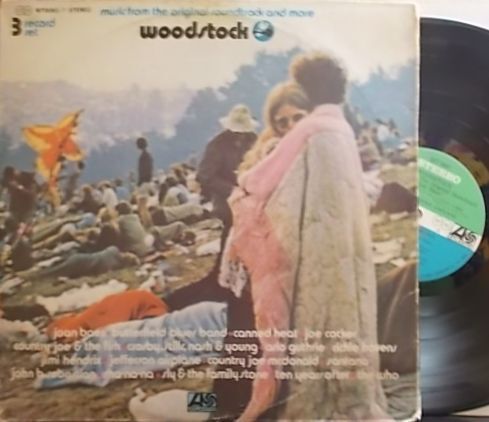 music from the original soundtrack and more
3 record set
woodstock
joan baez butterfield blues band canned heat joe cocker
country joe & the fish crosby, stills, nash & young arlo guthrie richie havens
jimi hendrix jefferson airplane country joe mcdonald santana
john b. sebastian sha-na-na sly & the family stone ten years after the who
STEREO